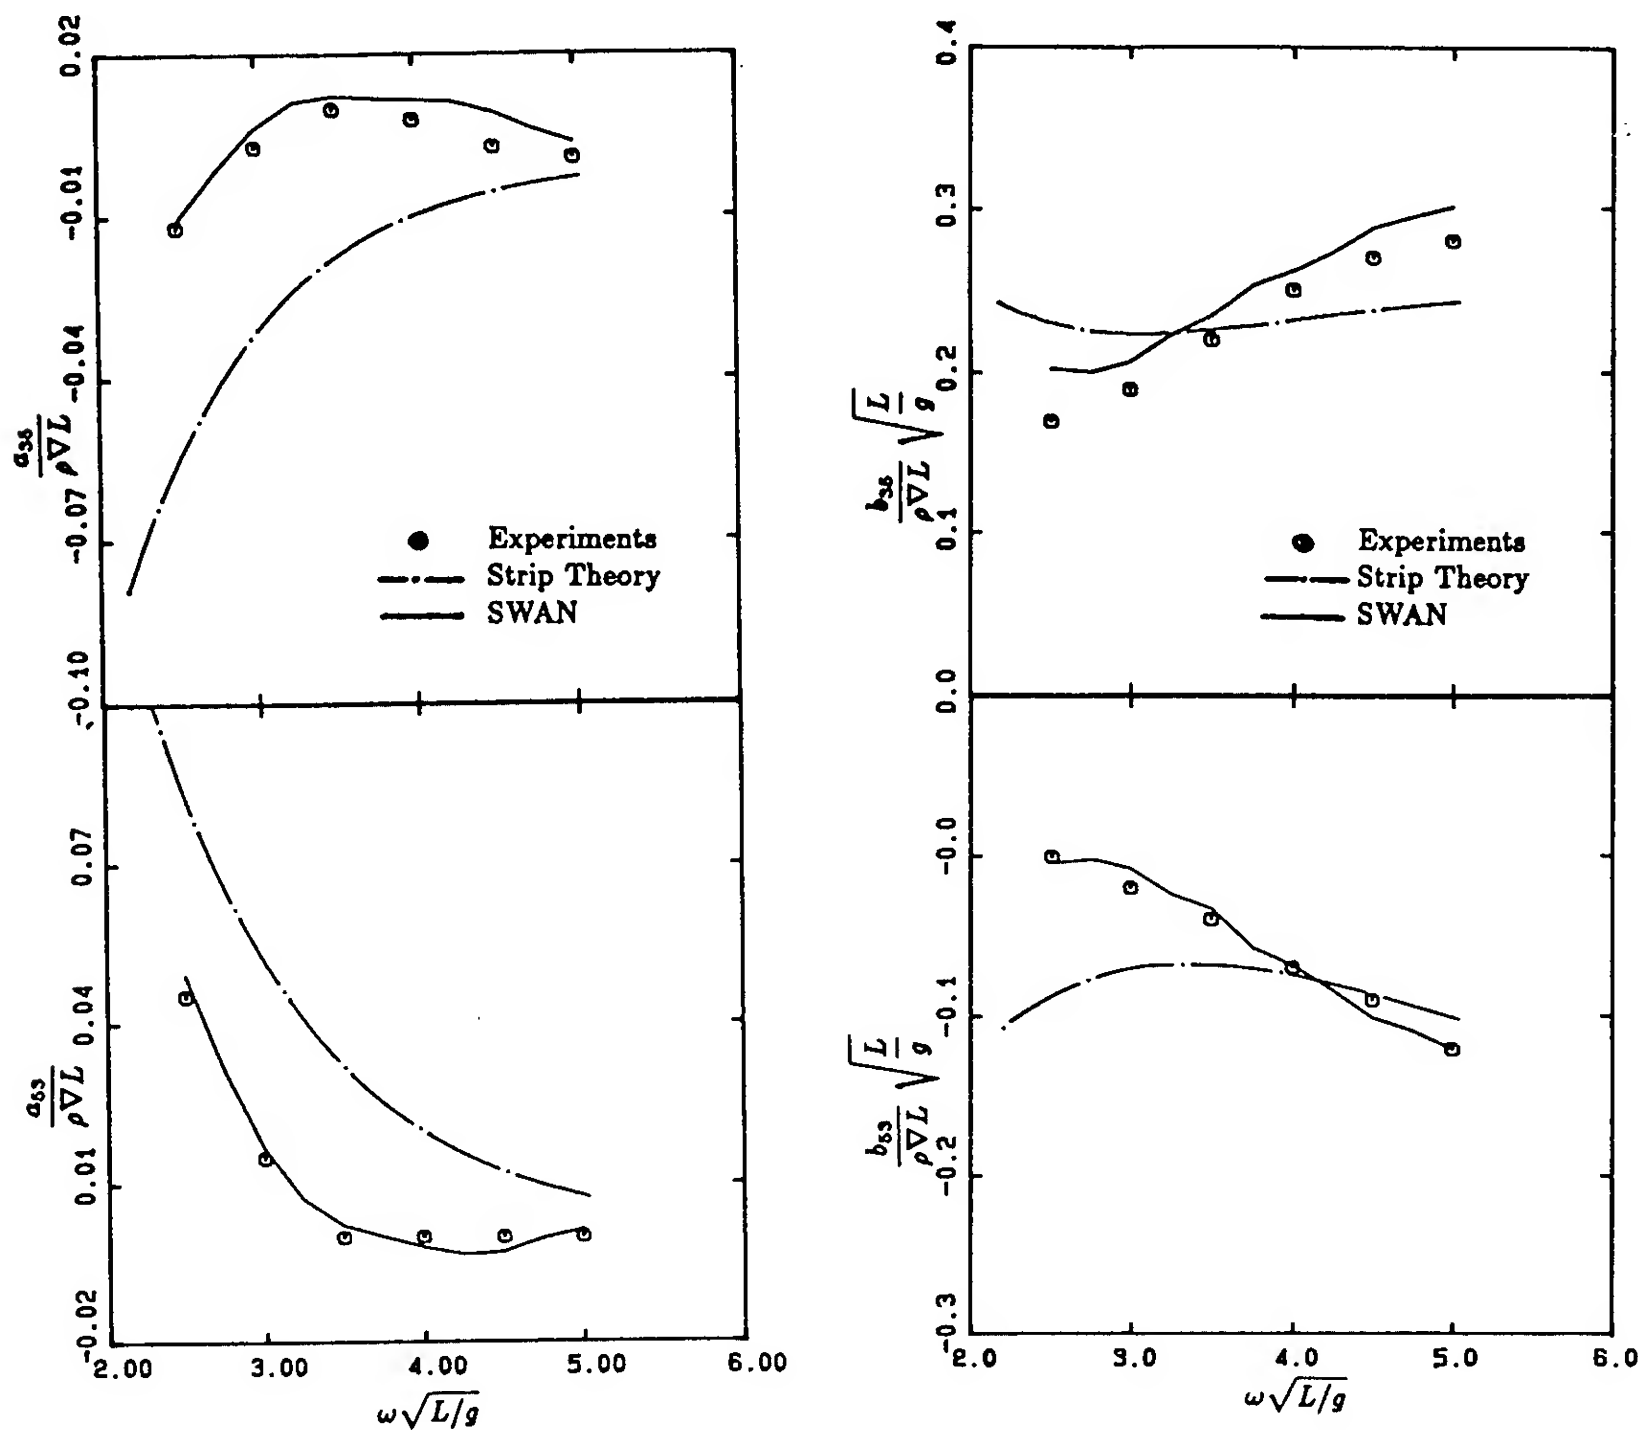 0.02
-0.01
-0.04
-0.07
-0.10
a₃₅ / ρ∇L
Experiments
Strip Theory
SWAN
0.07
0.04
0.01
-0.02
a₅₃ / ρ∇L
2.00 3.00 4.00 5.00 6.00
ω√L/g
0.4
0.3
0.2
0.1
0.0
b₃₅ / ρ∇L √L/g
Experiments
Strip Theory
SWAN
-0.0
-0.1
-0.2
-0.3
b₅₃ / ρ∇L √L/g
2.0 3.0 4.0 5.0 6.0
ω√L/g